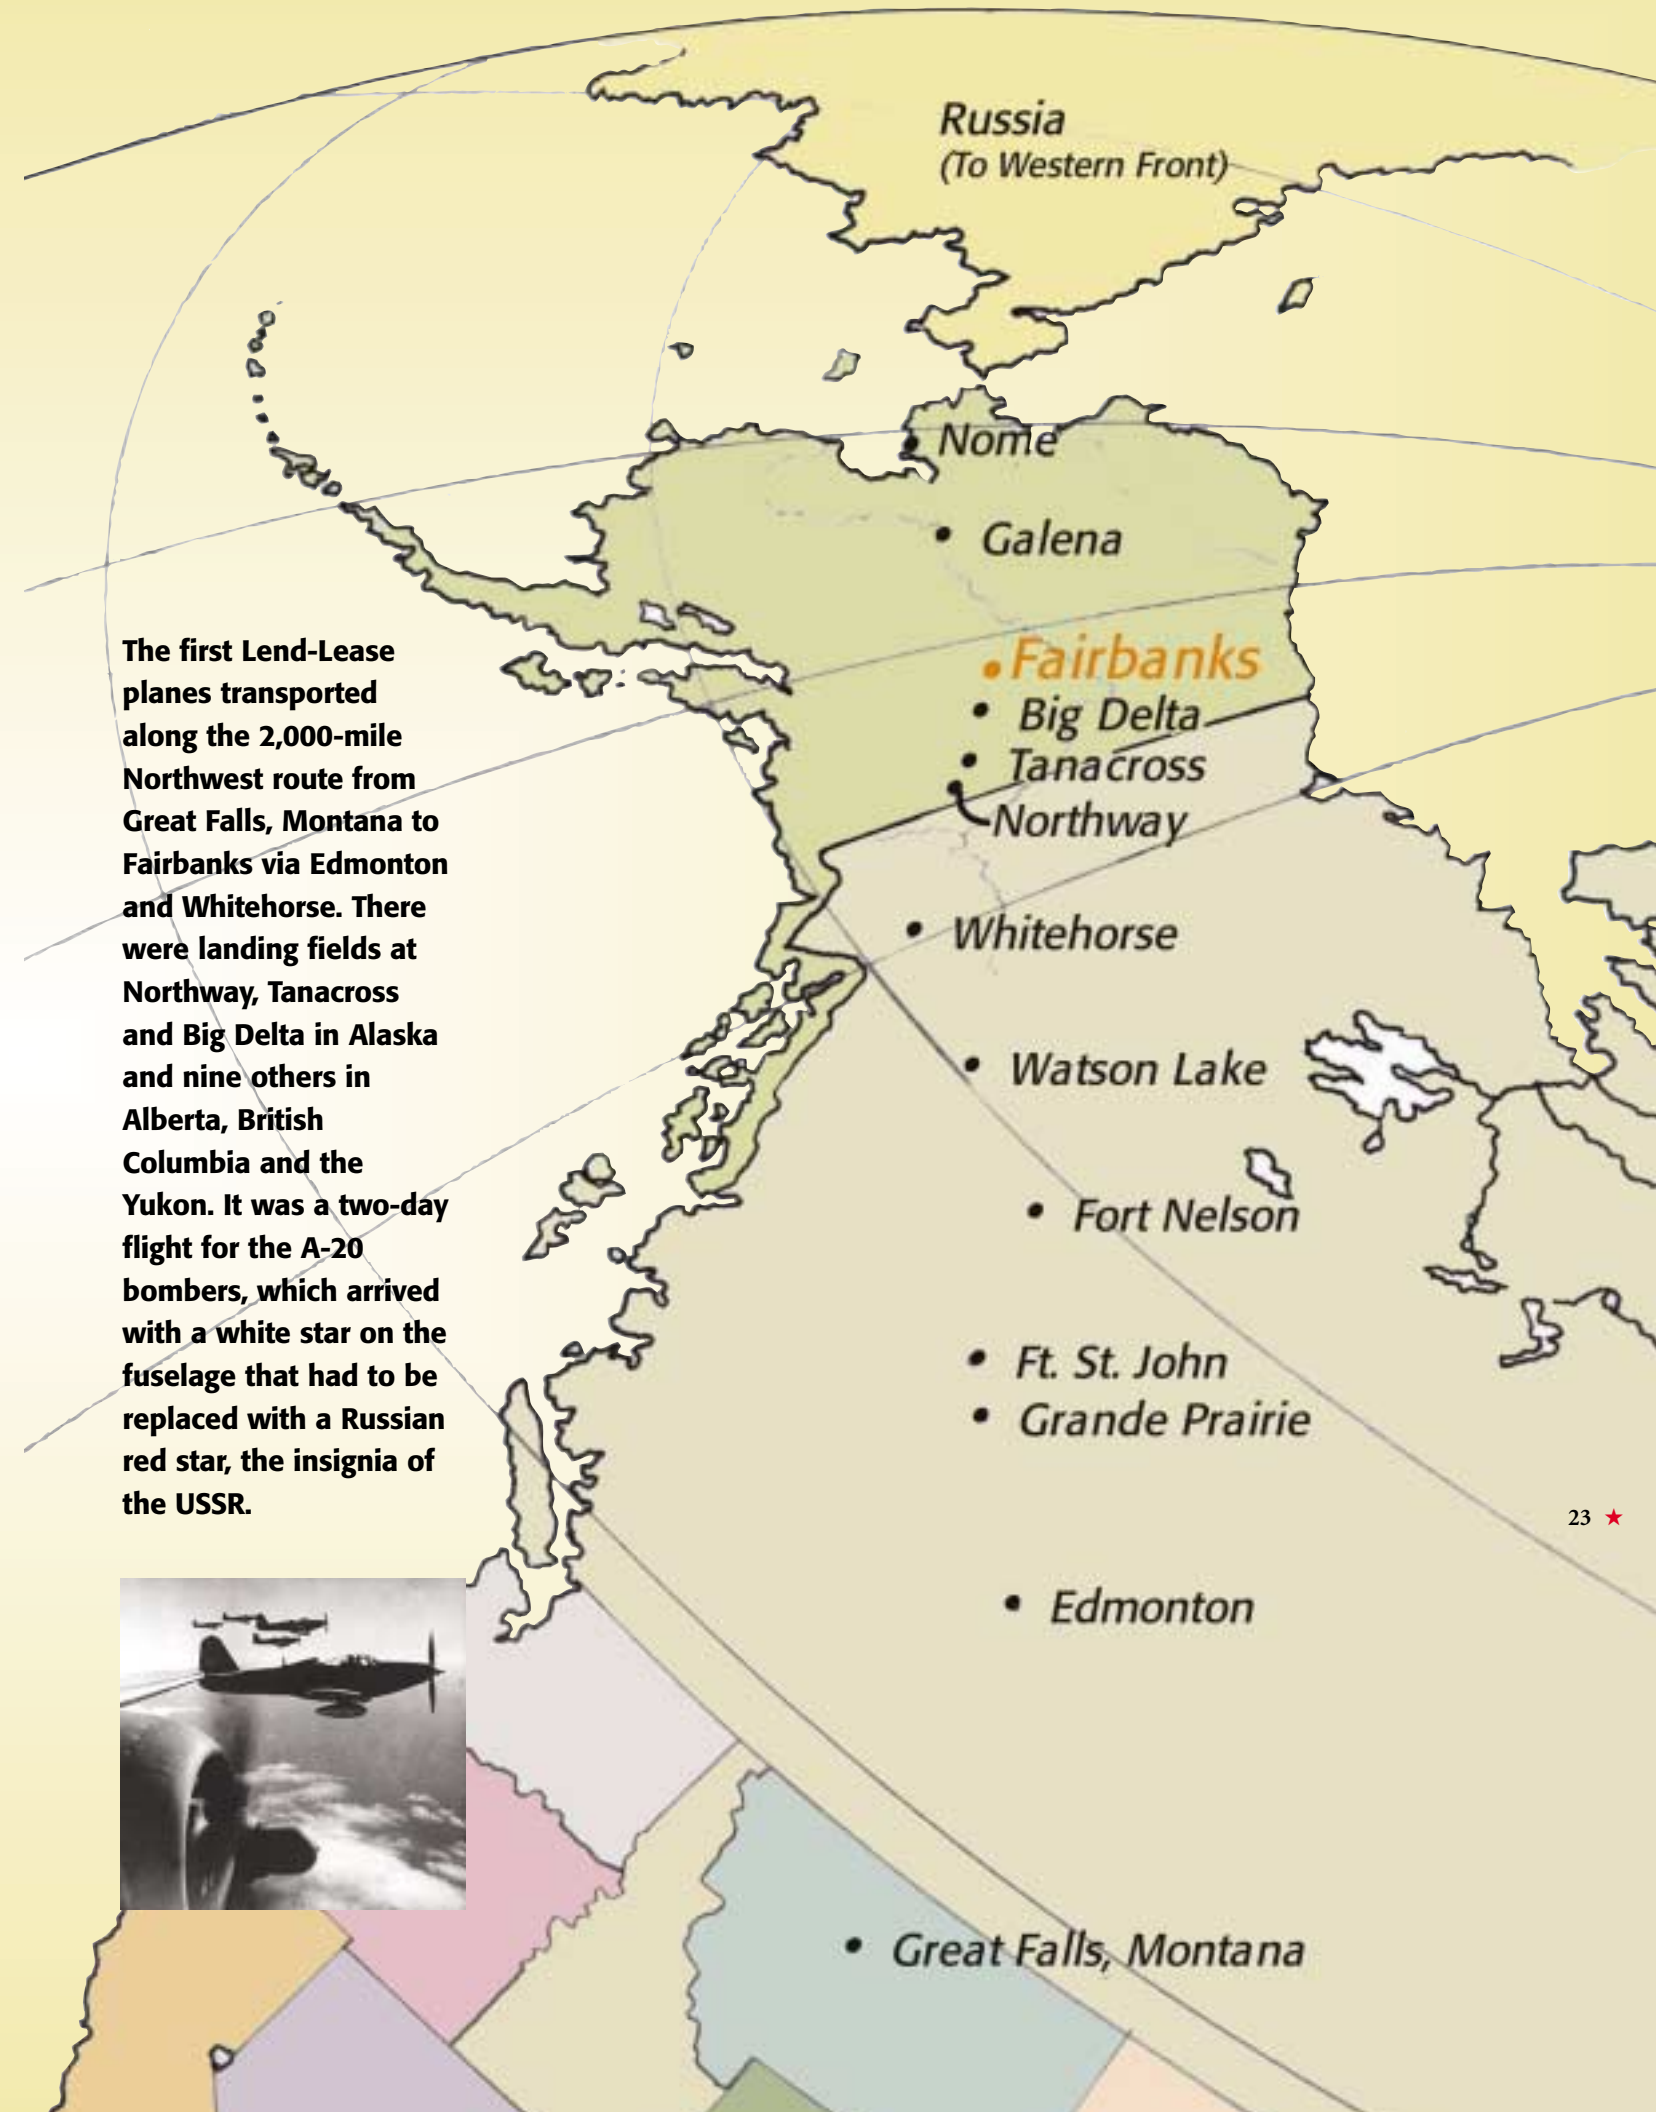 Russia
(To Western Front)
Nome
Galena
Fairbanks
Big Delta
Tanacross
Northway
Whitehorse
Watson Lake
Fort Nelson
Ft. St. John
Grande Prairie
Edmonton
Great Falls, Montana
The first Lend-Lease
planes transported
along the 2,000-mile
Northwest route from
Great Falls, Montana to
Fairbanks via Edmonton
and Whitehorse. There
were landing fields at
Northway, Tanacross
and Big Delta in Alaska
and nine others in
Alberta, British
Columbia and the
Yukon. It was a two-day
flight for the A-20
bombers, which arrived
with a white star on the
fuselage that had to be
replaced with a Russian
red star, the insignia of
the USSR.
23 ★